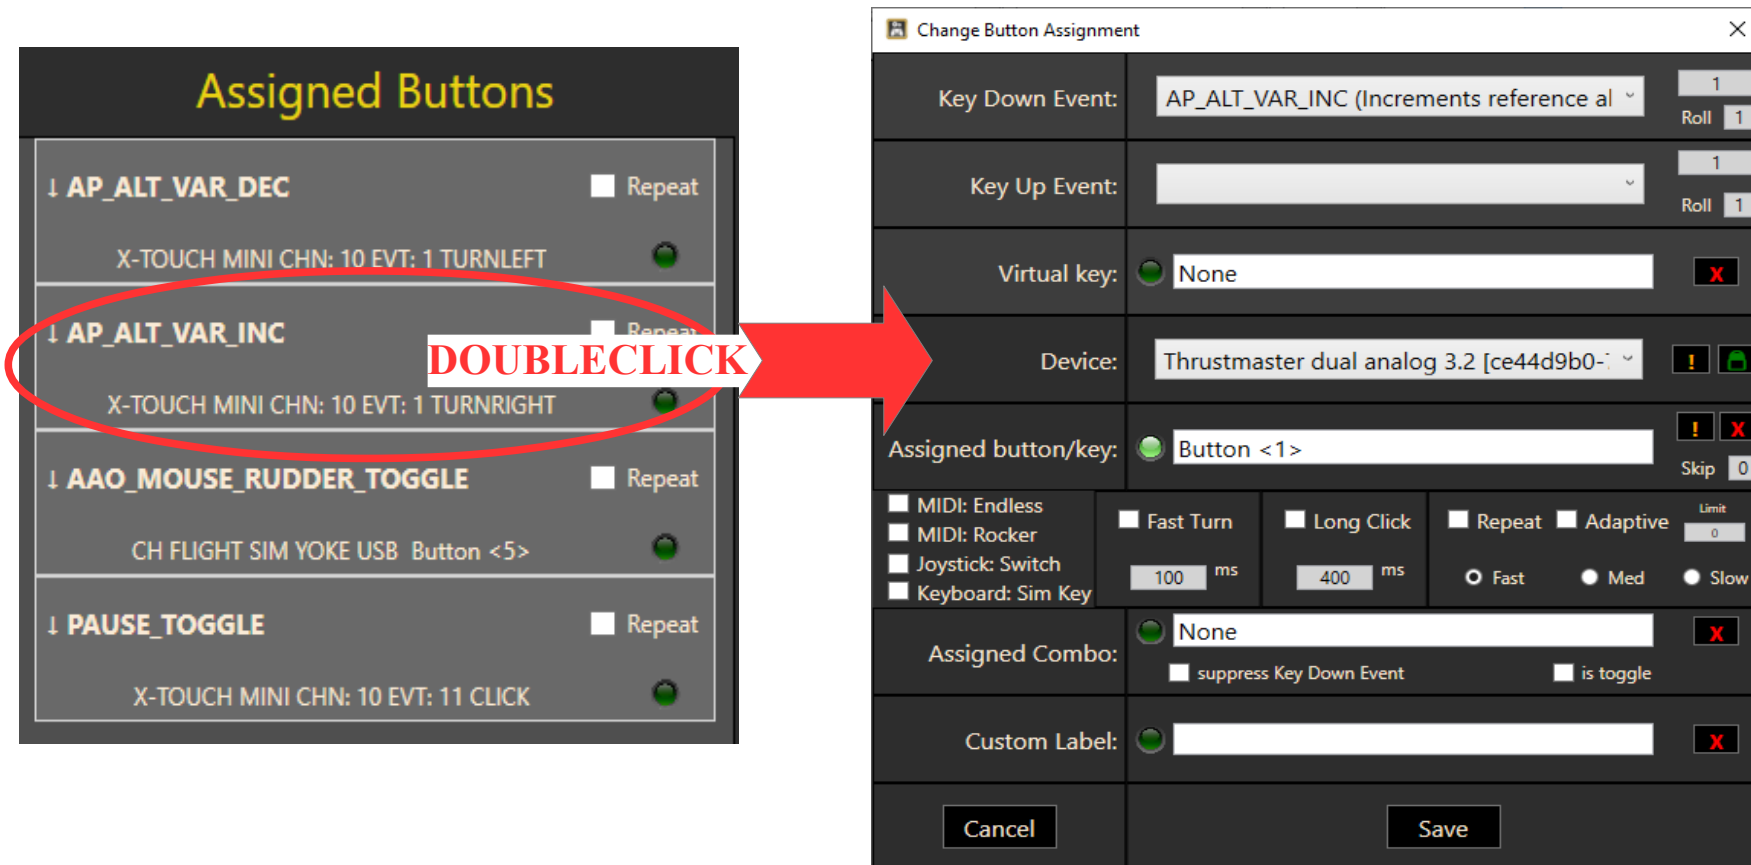 Assigned Buttons
↓ AP_ALT_VAR_DEC
Repeat
X-TOUCH MINI CHN: 10 EVT: 1 TURNLEFT
↓ AP_ALT_VAR_INC
Repeat
DOUBLECLICK
X-TOUCH MINI CHN: 10 EVT: 1 TURNRIGHT
↓ AAO_MOUSE_RUDDER_TOGGLE
Repeat
CH FLIGHT SIM YOKE USB Button <5>
↓ PAUSE_TOGGLE
Repeat
X-TOUCH MINI CHN: 10 EVT: 11 CLICK
Change Button Assignment
Key Down Event:
AP_ALT_VAR_INC (Increments reference al
1
Roll 1
Key Up Event:
1
Roll 1
Virtual key:
None
X
Device:
Thrustmaster dual analog 3.2 [ce44d9b0-
!
Assigned button/key:
Button <1>
! X
Skip 0
MIDI: Endless
MIDI: Rocker
Joystick: Switch
Keyboard: Sim Key
Fast Turn
100 ms
Long Click
400 ms
Repeat Adaptive
Limit
0
Fast Med Slow
Assigned Combo:
None
X
suppress Key Down Event
is toggle
Custom Label:
X
Cancel
Save